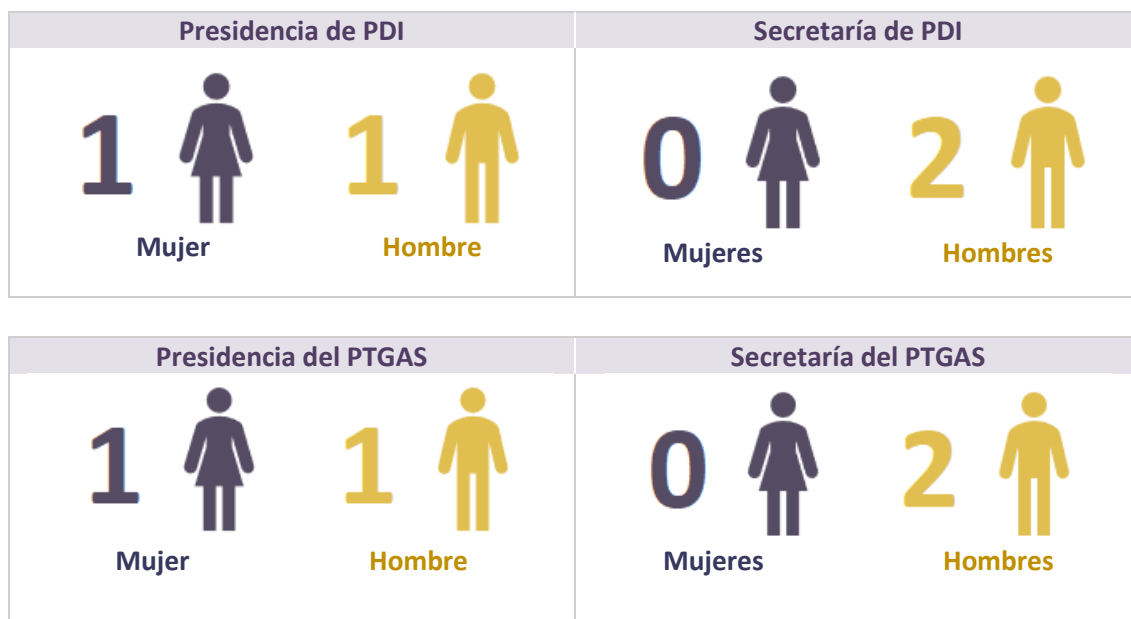 Presidencia de PDI
Secretaría de PDI
1
1
0
2
Mujer
Hombre
Mujeres
Hombres
Presidencia del PTGAS
Secretaría del PTGAS
1
1
0
2
Mujer
Hombre
Mujeres
Hombres